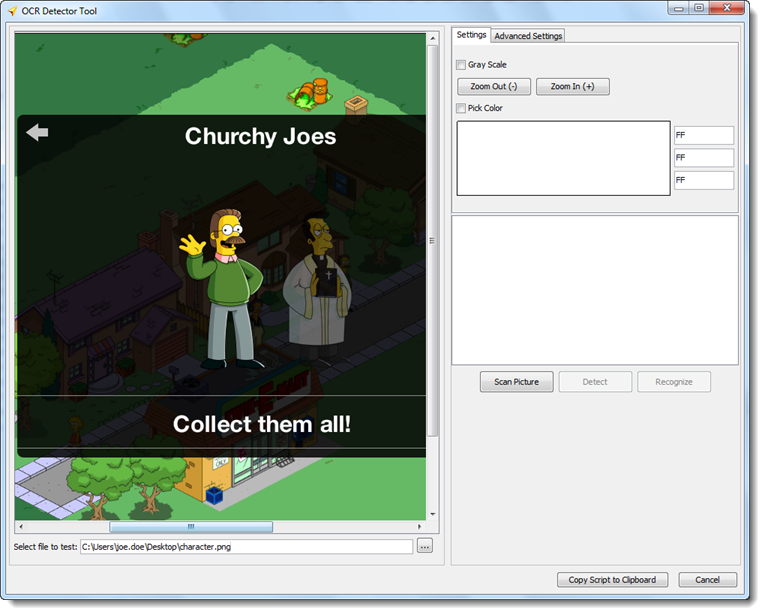 OCR Detector Tool
Settings
Advanced Settings
Churchy Joes
Gray Scale
Zoom Out (-)
Zoom In (+)
Pick Color
FF
FF
FF
Scan Picture
Detect
Recognize
Collect them all!
Select file to test:
C:\Users\joe.doe\Desktop\character.png
...
Copy Script to Clipboard
Cancel